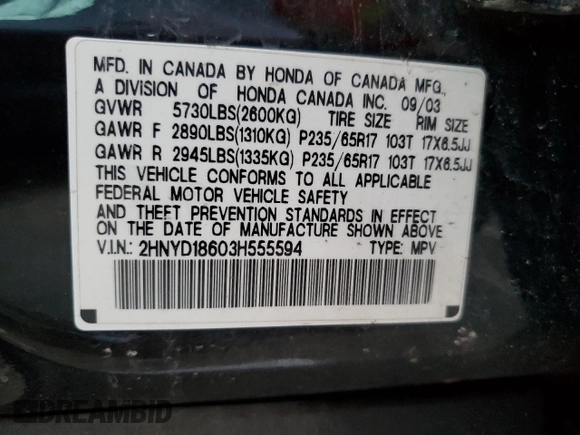 MFD. IN CANADA BY HONDA OF CANADA MFG.,
A DIVISION OF HONDA CANADA INC. 09/03
GVWR 5730LBS(2600KG) TIRE SIZE RIM SIZE
GAWR F 2890LBS(1310KG) P235/65R17 103T 17X6.5JJ
GAWR R 2945LBS(1335KG) P235/65R17 103T 17X6.5JJ
THIS VEHICLE CONFORMS TO ALL APPLICABLE
FEDERAL MOTOR VEHICLE SAFETY
AND THEFT PREVENTION STANDARDS IN EFFECT
ON THE DATE OF MANUFACTURE SHOWN ABOVE.
V.I.N.: 2HNYD18603H555594 TYPE: MPV
DREAMBID